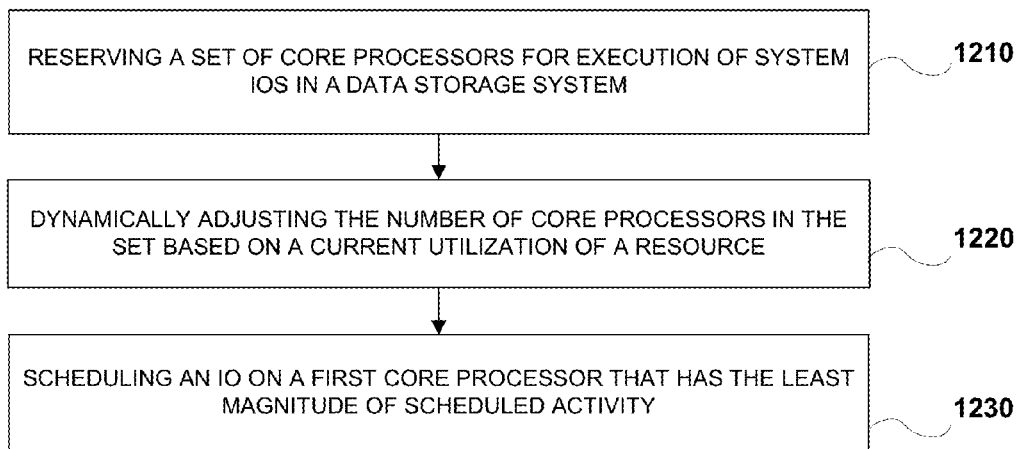 RESERVING A SET OF CORE PROCESSORS FOR EXECUTION OF SYSTEM
IOS IN A DATA STORAGE SYSTEM
1210
DYNAMICALLY ADJUSTING THE NUMBER OF CORE PROCESSORS IN THE
SET BASED ON A CURRENT UTILIZATION OF A RESOURCE
1220
SCHEDULING AN IO ON A FIRST CORE PROCESSOR THAT HAS THE LEAST
MAGNITUDE OF SCHEDULED ACTIVITY
1230